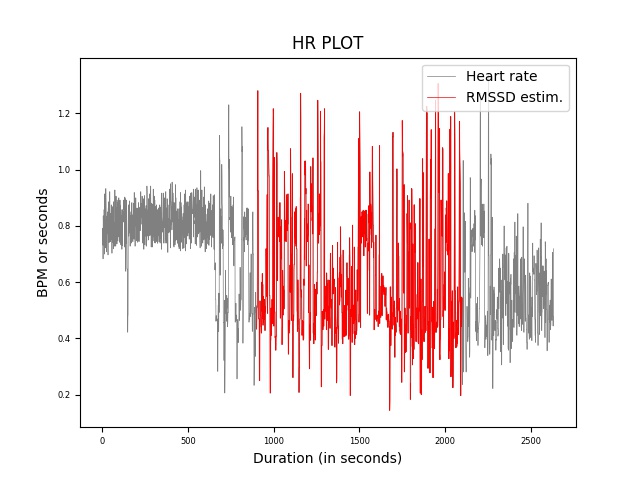 HR PLOT
Heart rate
RMSSD estim.
BPM or seconds
1.2
1.0
0.8
0.6
0.4
0.2
0
500
1000
1500
2000
2500
Duration (in seconds)